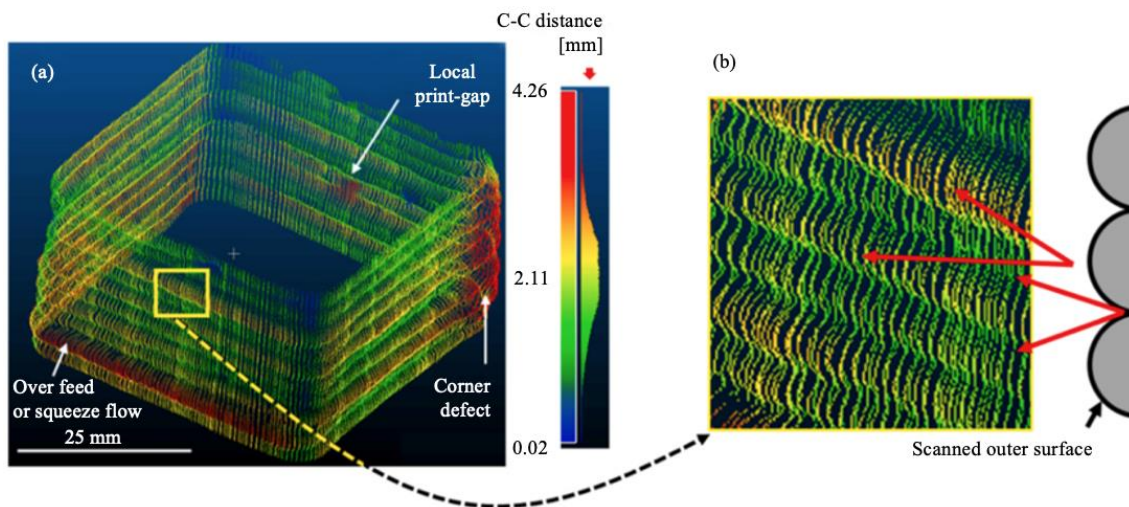 C-C distance
[mm]
(a)
Local
print-gap
4.26
2.11
0.02
Over feed
or squeeze flow
25 mm
Corner
defect
(b)
Scanned outer surface